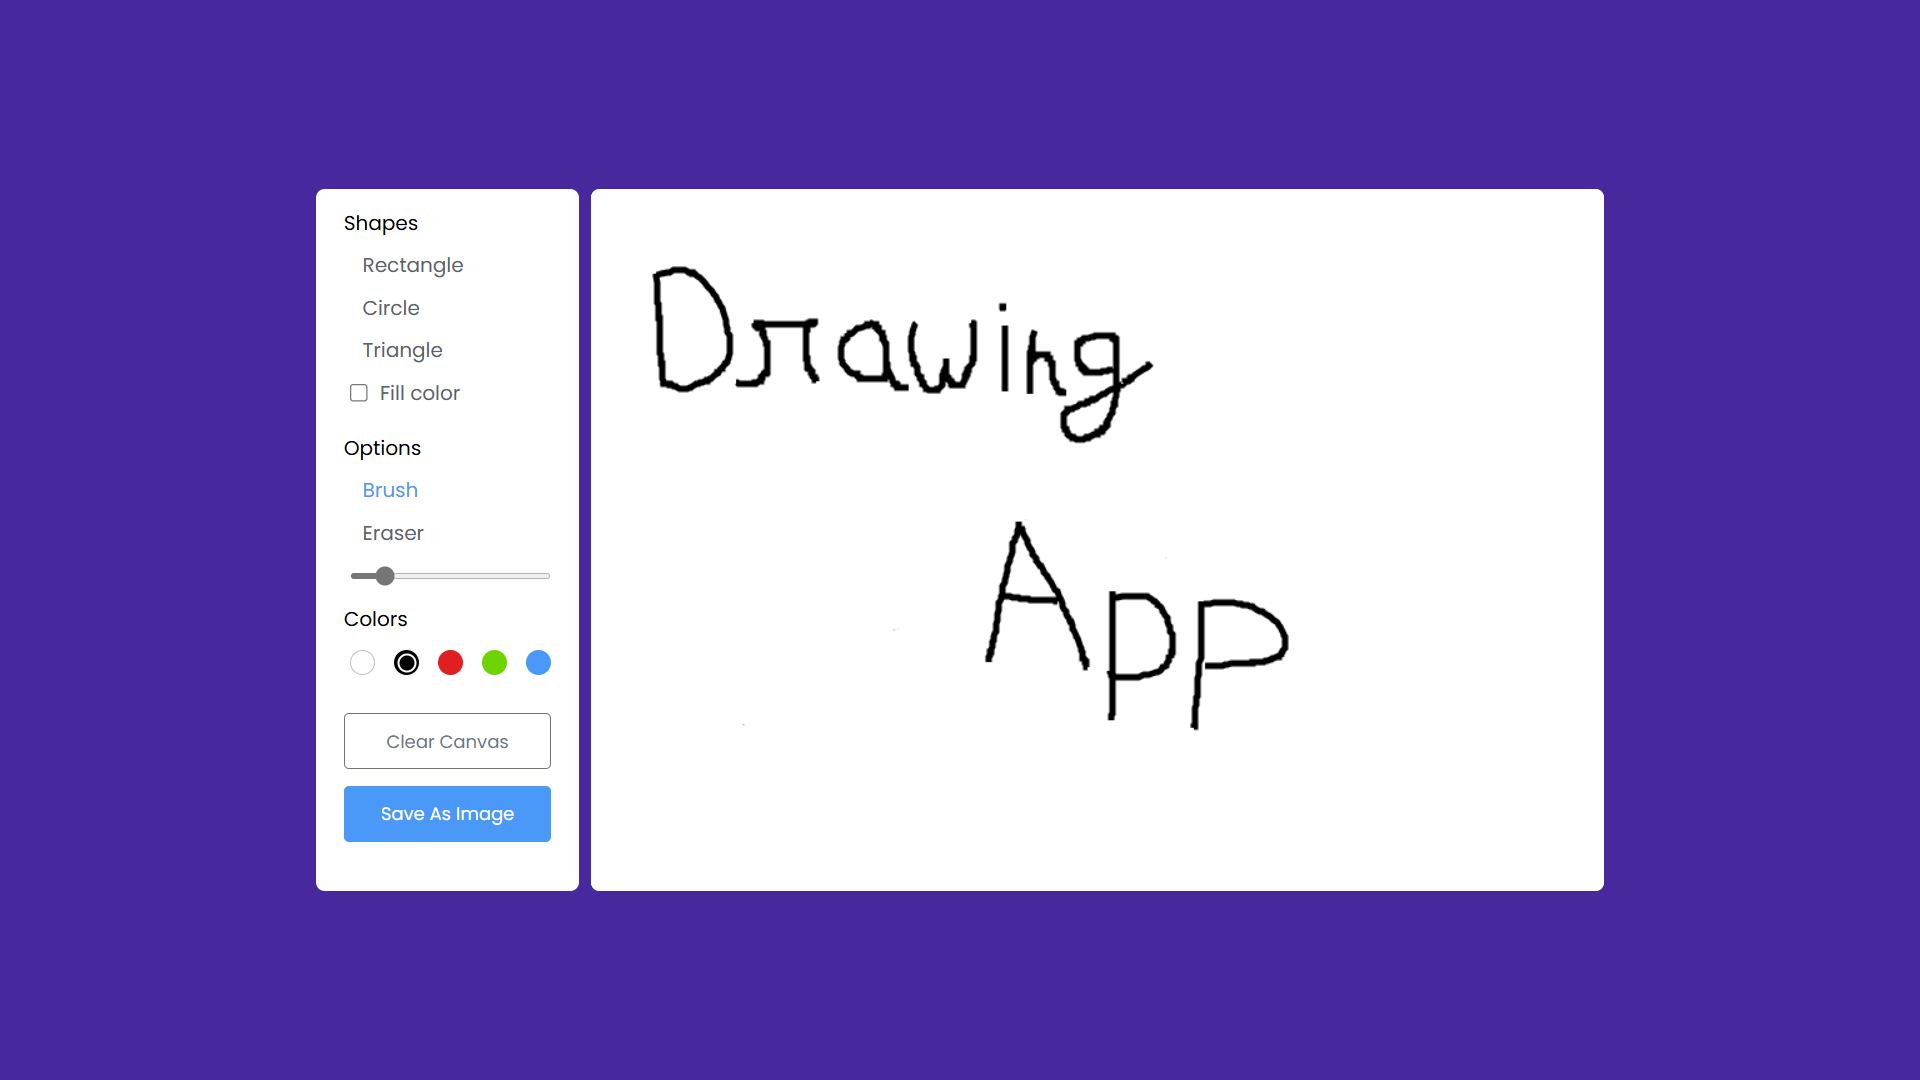 Shapes
Rectangle
Circle
Triangle
Fill color
Options
Brush
Eraser
Colors
Clear Canvas
Save As Image
Drawing
App